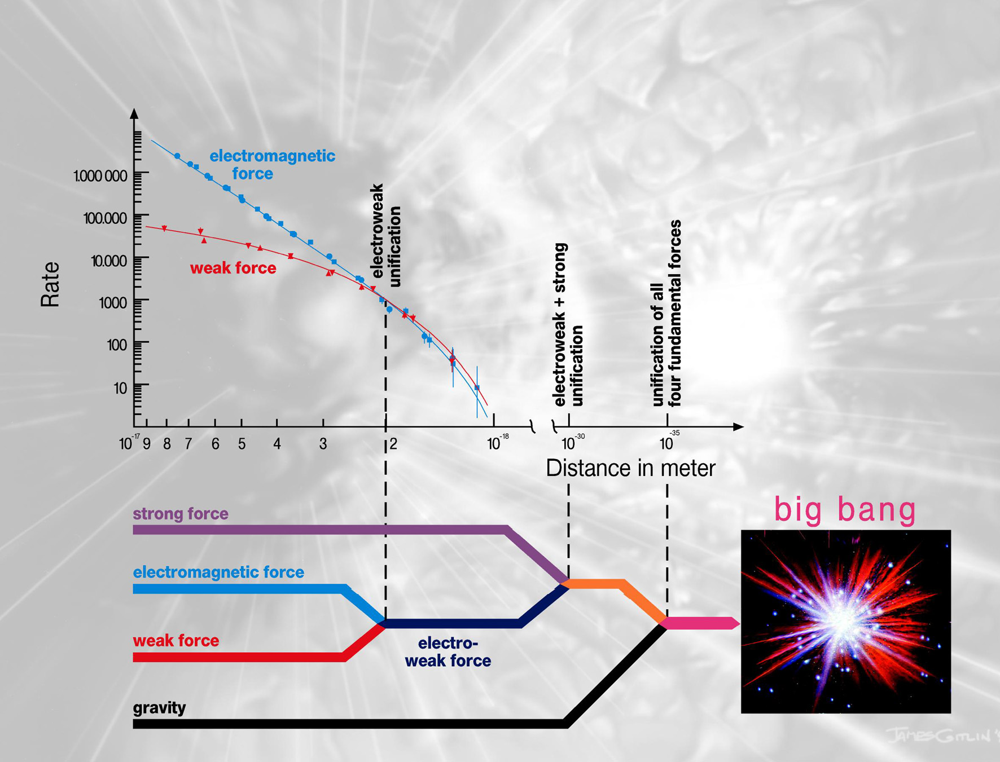 electromagnetic
force
weak force
electroweak
unification
electroweak + strong
unification
unification of all
four fundamental forces
Rate
1.000 000
100.000
10.000
1000
100
10
10-17 9 8 7 6 5 4 3 2 10-18 10-30 10-35
Distance in meter
strong force
electromagnetic force
weak force
electro-
weak force
gravity
big bang
JAMES GITLIN